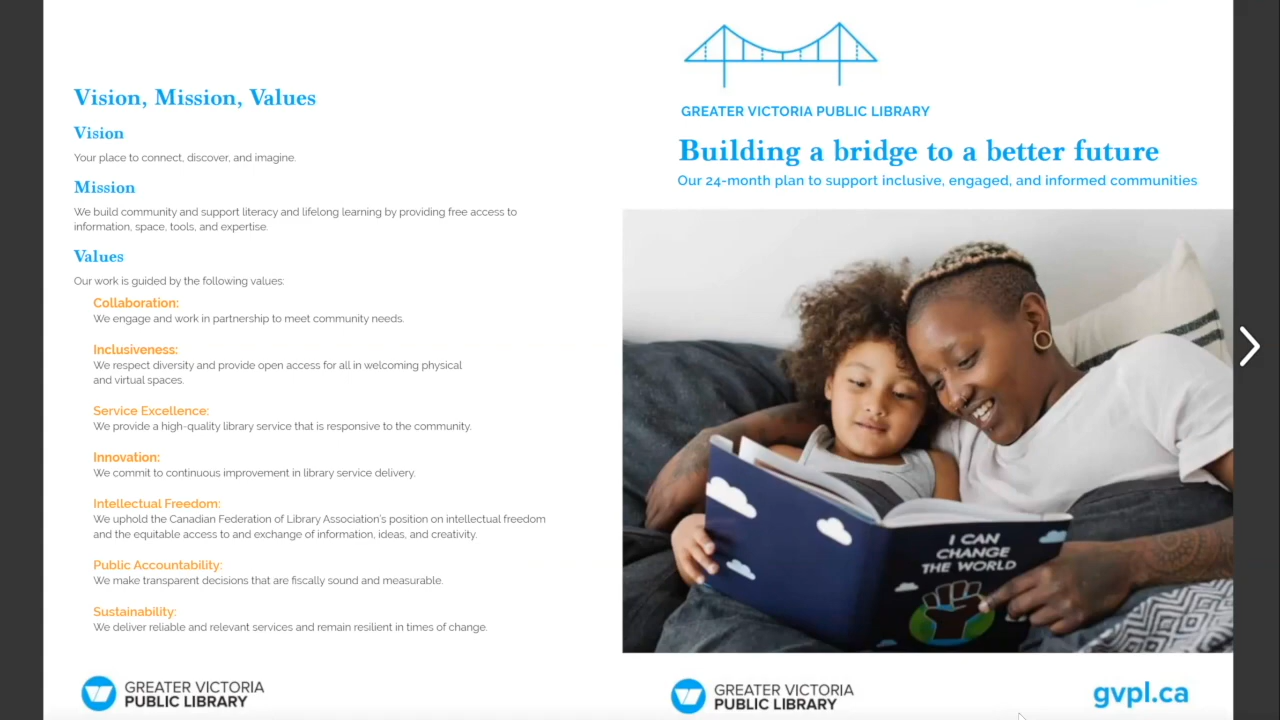 Vision, Mission, Values
Vision
Your place to connect, discover, and imagine.
Mission
We build community and support literacy and lifelong learning by providing free access to
information, space, tools, and expertise.
Values
Our work is guided by the following values:
Collaboration:
We engage and work in partnership to meet community needs.
Inclusiveness:
We respect diversity and provide open access for all in welcoming physical
and virtual spaces.
Service Excellence:
We provide a high-quality library service that is responsive to the community.
Innovation:
We commit to continuous improvement in library service delivery.
Intellectual Freedom:
We uphold the Canadian Federation of Library Association's position on intellectual freedom
and the equitable access to and exchange of information, ideas, and creativity.
Public Accountability:
We make transparent decisions that are fiscally sound and measurable.
Sustainability:
We deliver reliable and relevant services and remain resilient in times of change.
GREATER VICTORIA
PUBLIC LIBRARY
GREATER VICTORIA PUBLIC LIBRARY
Building a bridge to a better future
Our 24-month plan to support inclusive, engaged, and informed communities
I CAN
CHANGE
THE WORLD
GREATER VICTORIA
PUBLIC LIBRARY
gvpl.ca